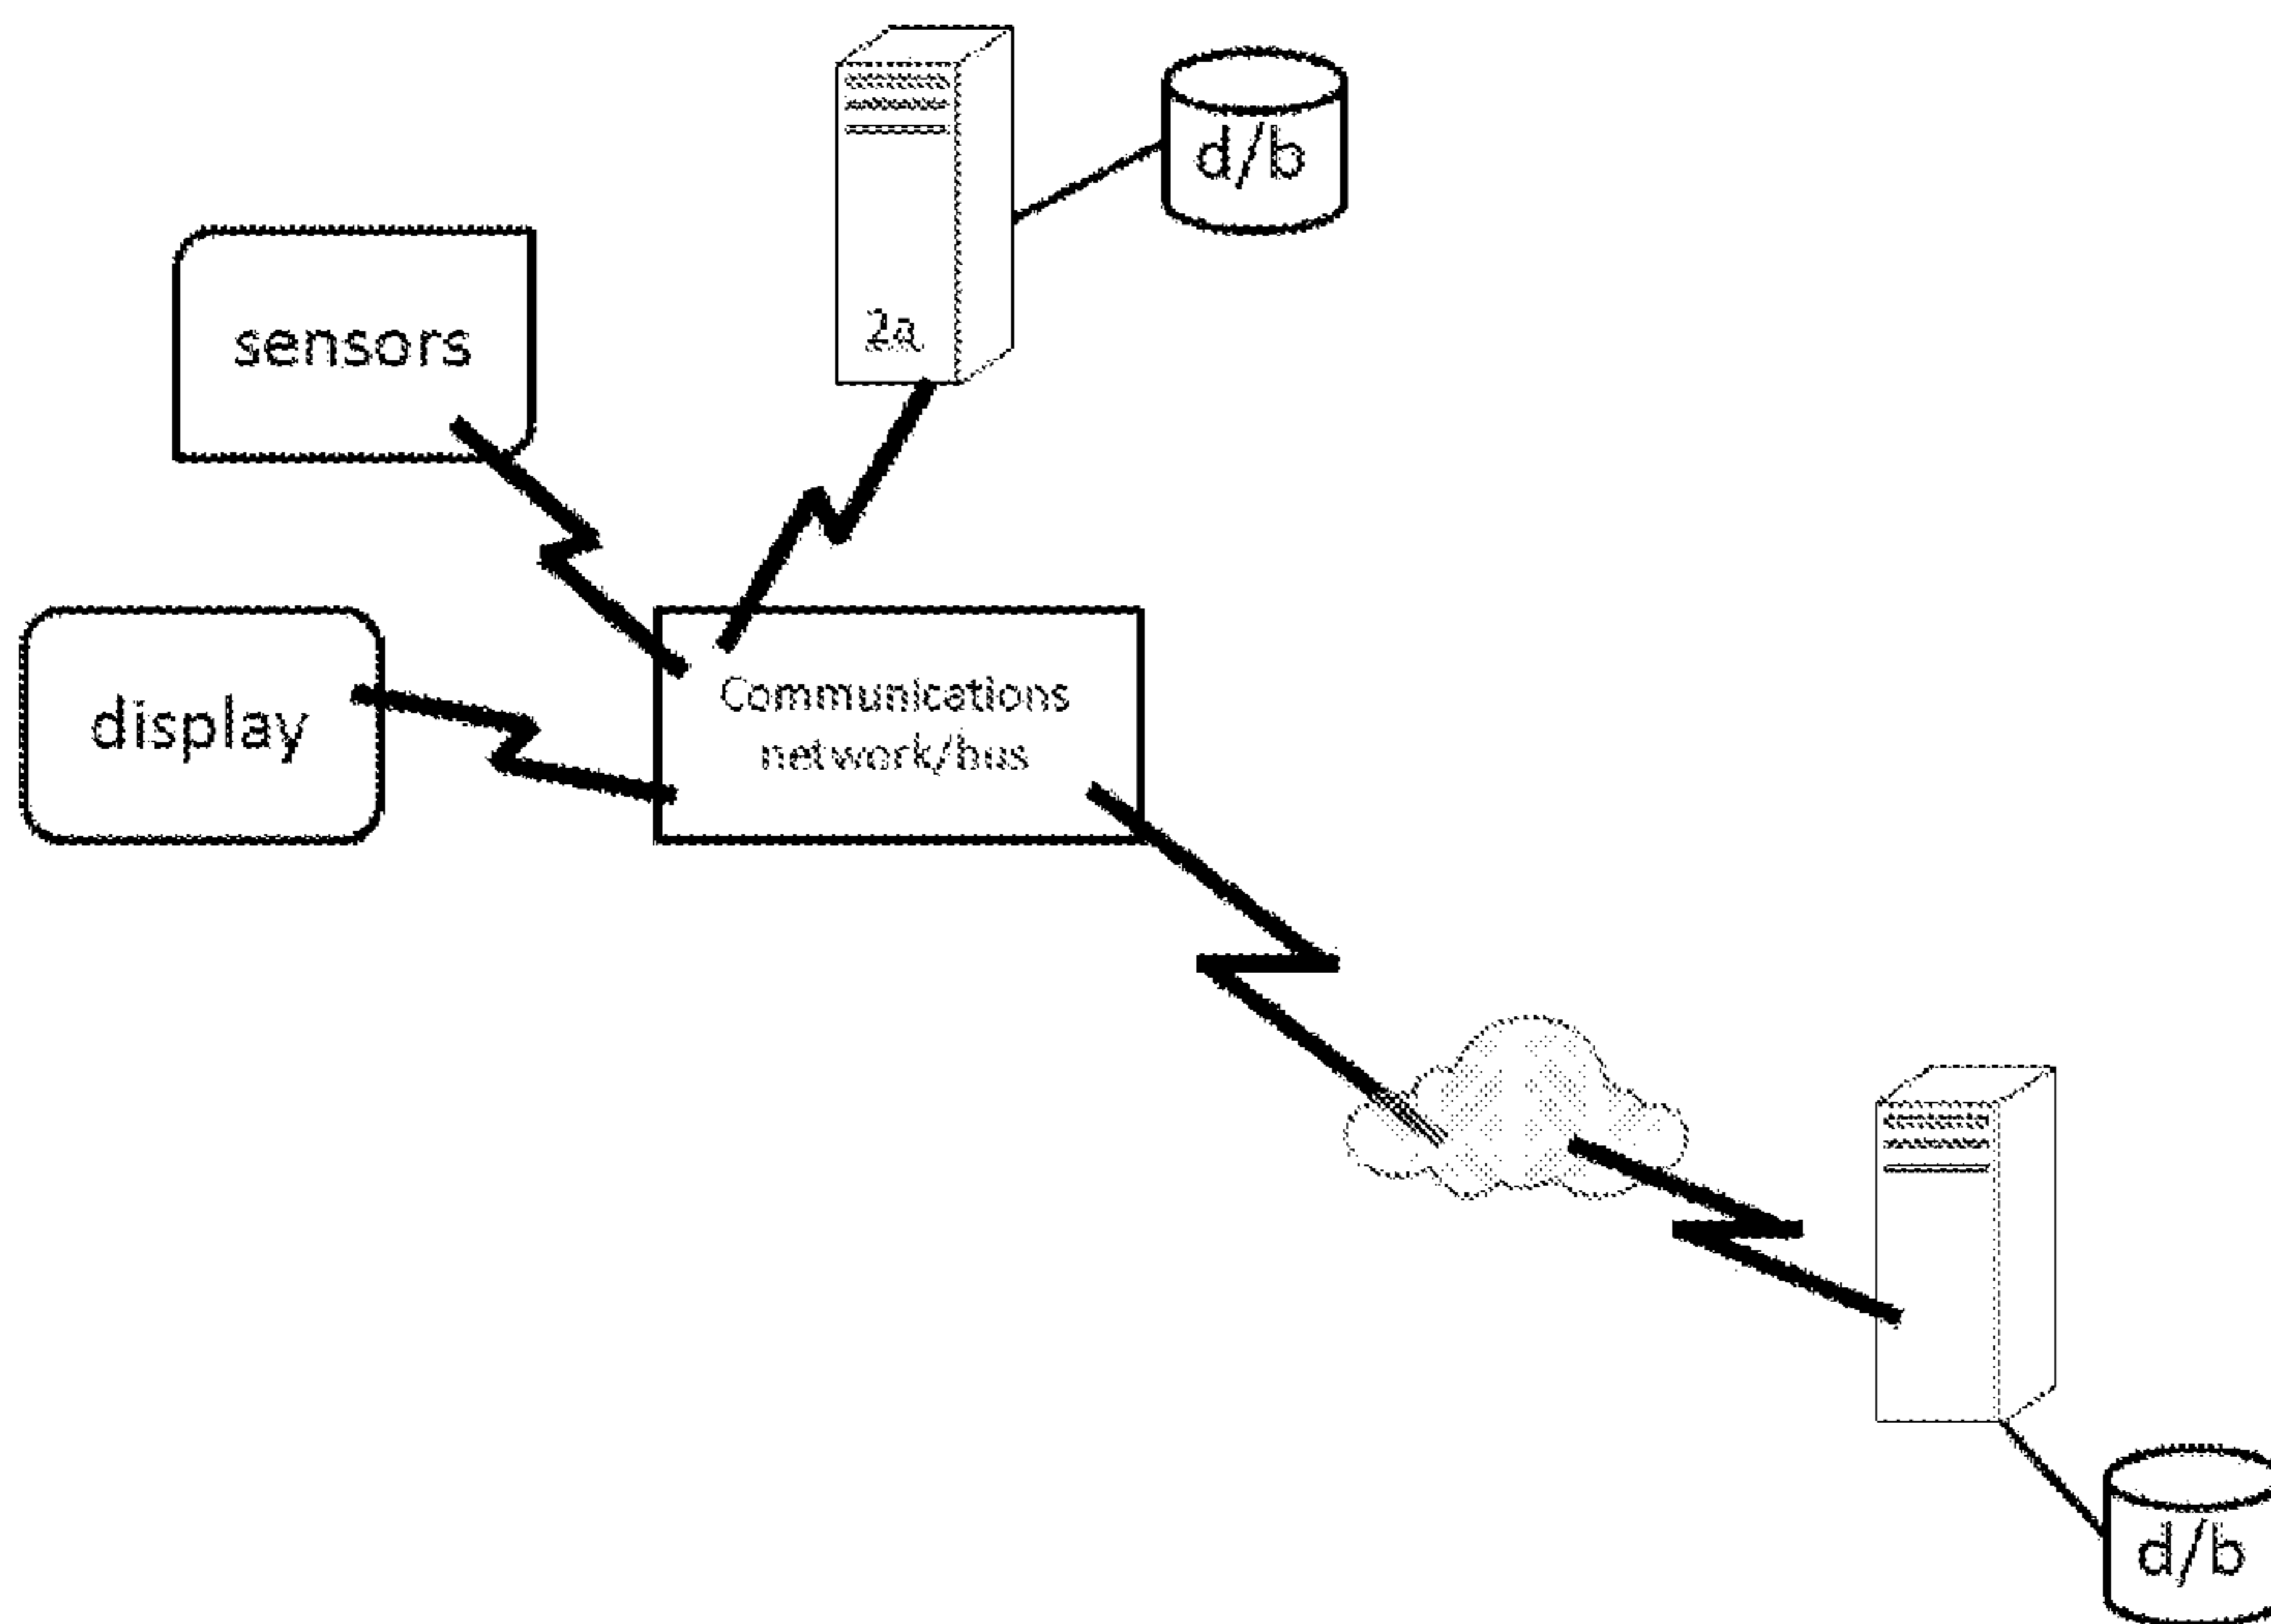 d/b
sensors
2a
Communications
network/bus
display
d/b